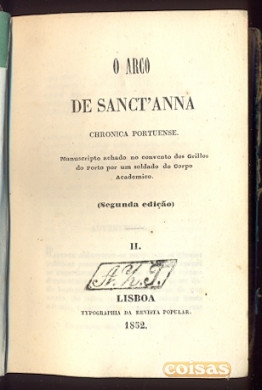 O ARCO
DE SANCT'ANNA
CHRONICA PORTUENSE.
Manuscripto achado no convento dos Grillos
do Porto por um soldado do Corpo
Academico.
(Segunda edição)
II.
A. X. T.
LISBOA
TYPOGRAPHIA DA REVISTA POPULAR.
1852.
coisas